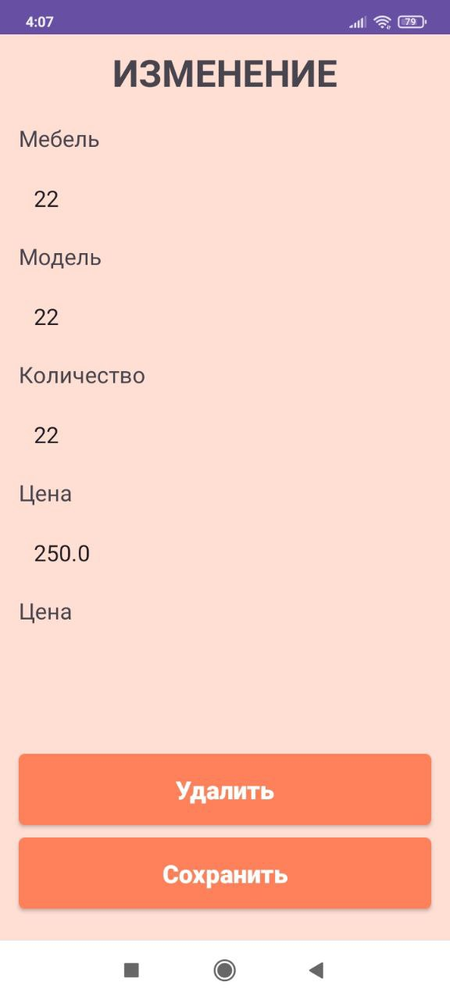 4:07
79
ИЗМЕНЕНИЕ
Мебель
22
Модель
22
Количество
22
Цена
250.0
Цена
Удалить
Сохранить